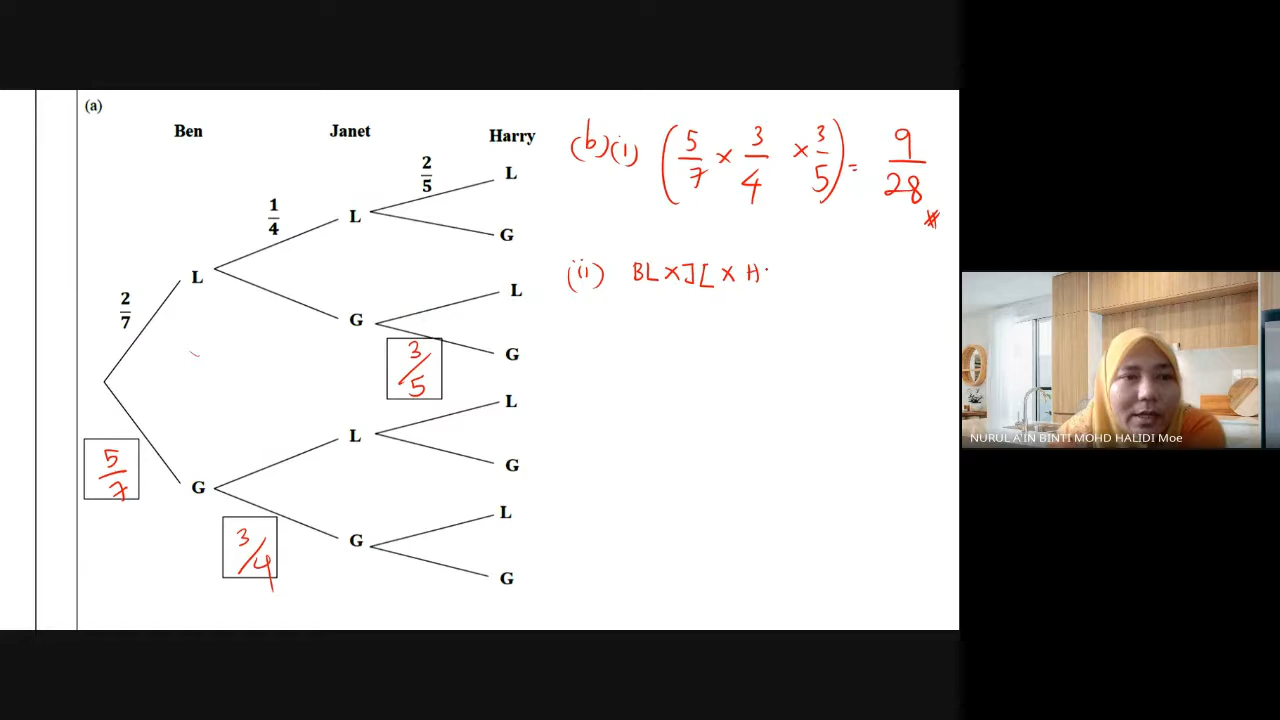 (a)
Ben Janet Harry
2/5
L
1/4
L
G
L
2/7
L
G
3/5
G
L
L
5/7
G
G
L
3/4
G
G
(b)(i) (5/7 × 3/4 × 3/5) = 9/28
(ii) BL × JL × H
NURUL A'IN BINTI MOHD HALIDI Moe